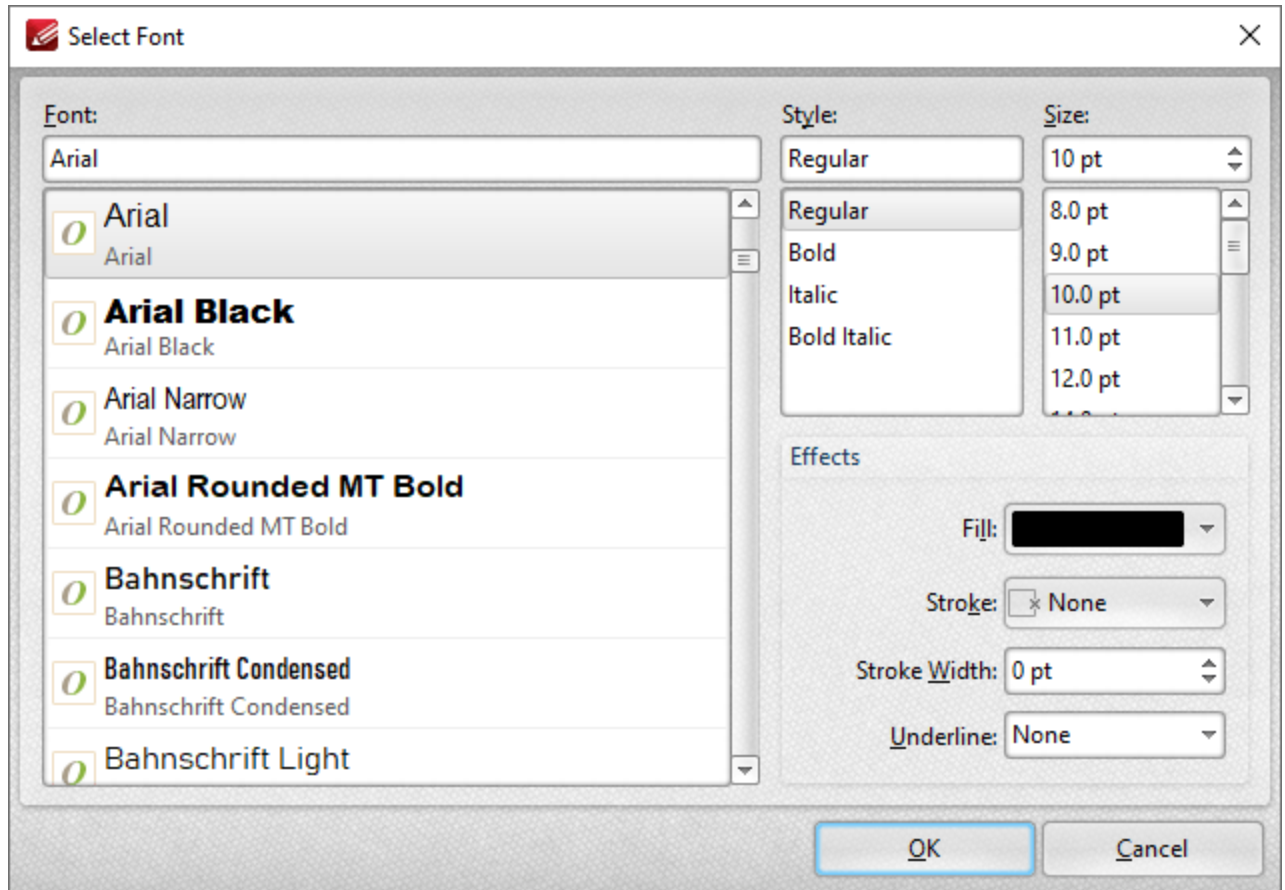 Select Font
Font:
Arial
Arial
Arial
Arial Black
Arial Black
Arial Narrow
Arial Narrow
Arial Rounded MT Bold
Arial Rounded MT Bold
Bahnschrift
Bahnschrift
Bahnschrift Condensed
Bahnschrift Condensed
Bahnschrift Light
Style:
Regular
Regular
Bold
Italic
Bold Italic
Size:
10 pt
8.0 pt
9.0 pt
10.0 pt
11.0 pt
12.0 pt
Effects
Fill:
Stroke: None
Stroke Width: 0 pt
Underline: None
OK
Cancel